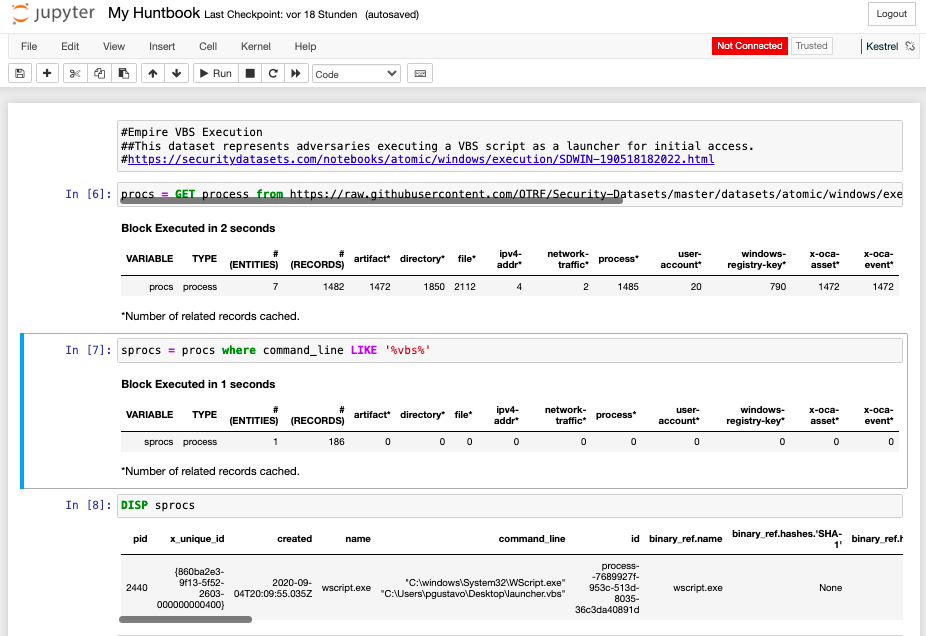 jupyter My Huntbook Last Checkpoint: vor 18 Stunden (autosaved) Logout
File Edit View Insert Cell Kernel Help Not Connected Trusted Kestrel
Run Code
#Empire VBS Execution
##This dataset represents adversaries executing a VBS script as a launcher for initial access.
#https://securitydatasets.com/notebooks/atomic/windows/execution/SDWIN-190518182022.html
In [6]: procs = GET process from https://raw.githubusercontent.com/OTRF/Security-Datasets/master/datasets/atomic/windows/exe
Block Executed in 2 seconds
VARIABLE TYPE # (ENTITIES) # (RECORDS) artifact* directory* file* ipv4-addr* network-traffic* process* user-account* windows-registry-key* x-oca-asset* x-oca-event*
procs process 7 1482 1472 1850 2112 4 2 1485 20 790 1472 1472
*Number of related records cached.
In [7]: sprocs = procs where command_line LIKE '%vbs%'
Block Executed in 1 seconds
VARIABLE TYPE # (ENTITIES) # (RECORDS) artifact* directory* file* ipv4-addr* network-traffic* process* user-account* windows-registry-key* x-oca-asset* x-oca-event*
sprocs process 1 186 0 0 0 0 0 0 0 0 0 0
*Number of related records cached.
In [8]: DISP sprocs
pid x_unique_id created name command_line id binary_ref.name binary_ref.hashes.'SHA-1' binary_ref.h
2440 {860ba2e3-9f13-5f52-2603-000000000400} 2020-09-04T20:09:55.035Z wscript.exe "C:\windows\System32\WScript.exe" "C:\Users\pgustavo\Desktop\launcher.vbs" process--7689927f-953c-513d-8035-36c3da40891d wscript.exe None